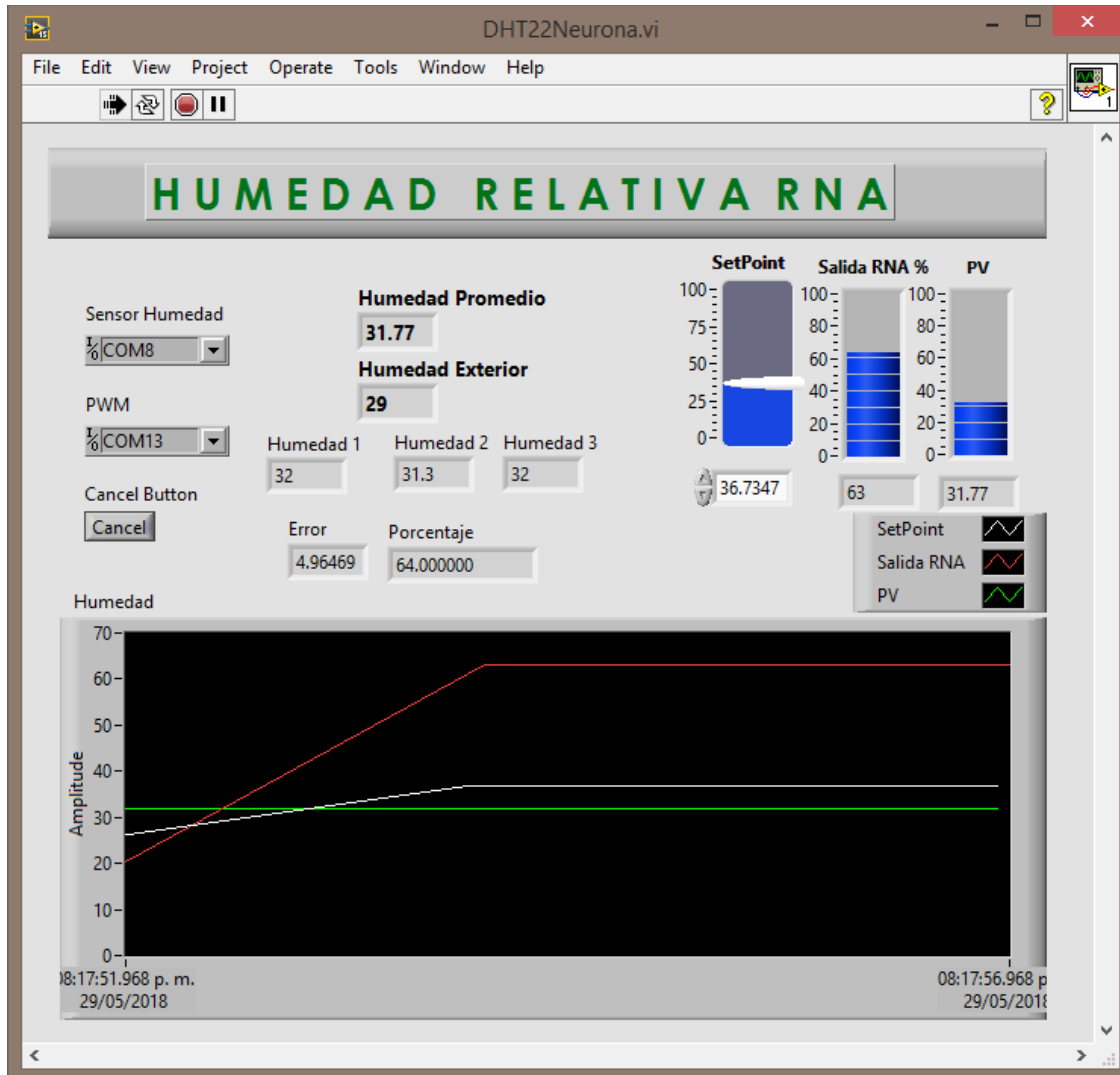 DHT22Neurona.vi
File Edit View Project Operate Tools Window Help
HUMEDAD RELATIVA RNA
Sensor Humedad
COM8
PWM
COM13
Cancel Button
Cancel
Humedad Promedio
31.77
Humedad Exterior
29
Humedad 1 Humedad 2 Humedad 3
32 31.3 32
Error Porcentaje
4.96469 64.000000
SetPoint Salida RNA % PV
100
75
50
25
0
100
80
60
40
20
0
100
80
60
40
20
0
36.7347 63 31.77
SetPoint
Salida RNA
PV
Humedad
Amplitude
70
60
50
40
30
20
10
0
08:17:51.968 p. m. 08:17:56.968 p
29/05/2018 29/05/2018